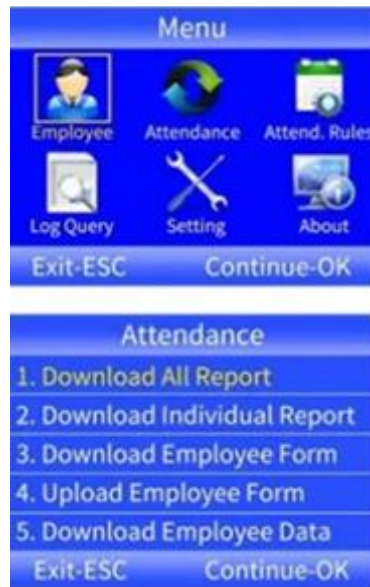 Menu
Employee Attendance Attend. Rules
Log Query Setting About
Exit-ESC Continue-OK
Attendance
1. Download All Report
2. Download Individual Report
3. Download Employee Form
4. Upload Employee Form
5. Download Employee Data
Exit-ESC Continue-OK